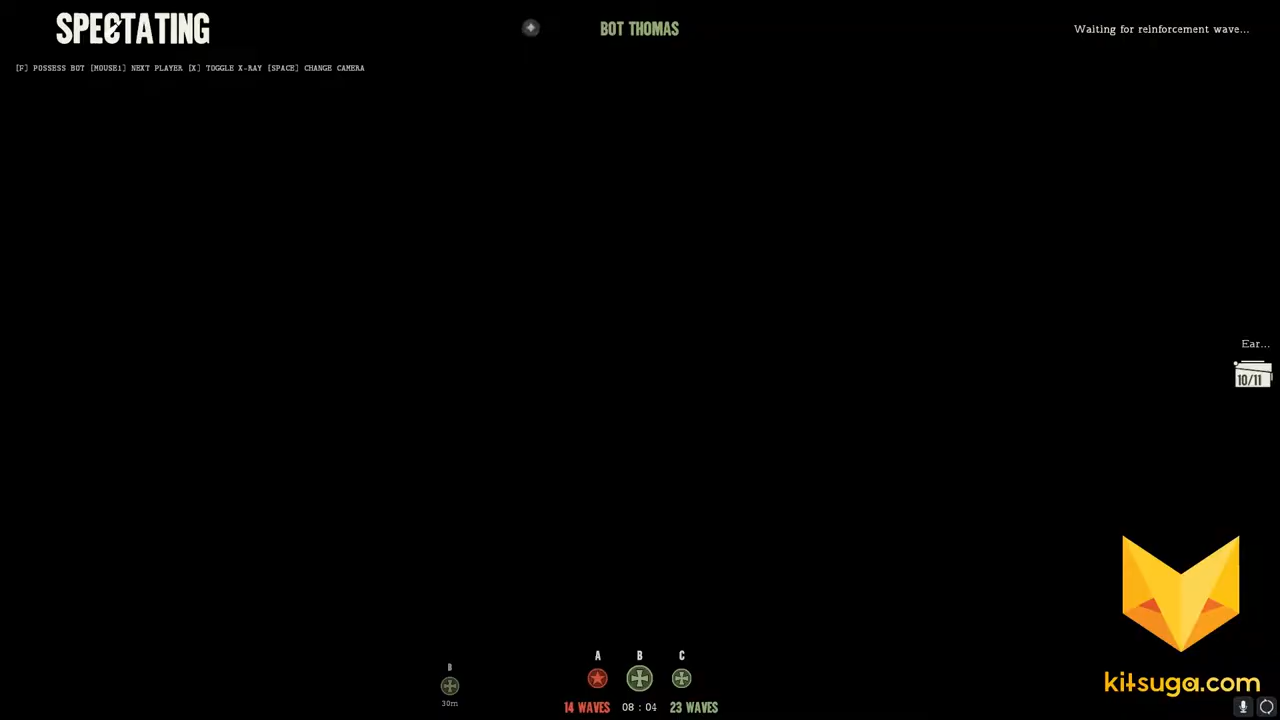 SPECTATING
BOT THOMAS
Waiting for reinforcement wave...
[F] POSSESS BOT [MOUSE1] NEXT PLAYER [X] TOGGLE X-RAY [SPACE] CHANGE CAMERA
Ear...
10/11
A B C
B
30m
14 WAVES 08 : 04 23 WAVES
kitsuga.com